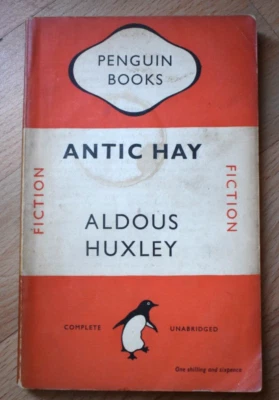 PENGUIN
BOOKS
ANTIC HAY
FICTION
FICTION
ALDOUS
HUXLEY
COMPLETE UNABRIDGED
One shilling and sixpence